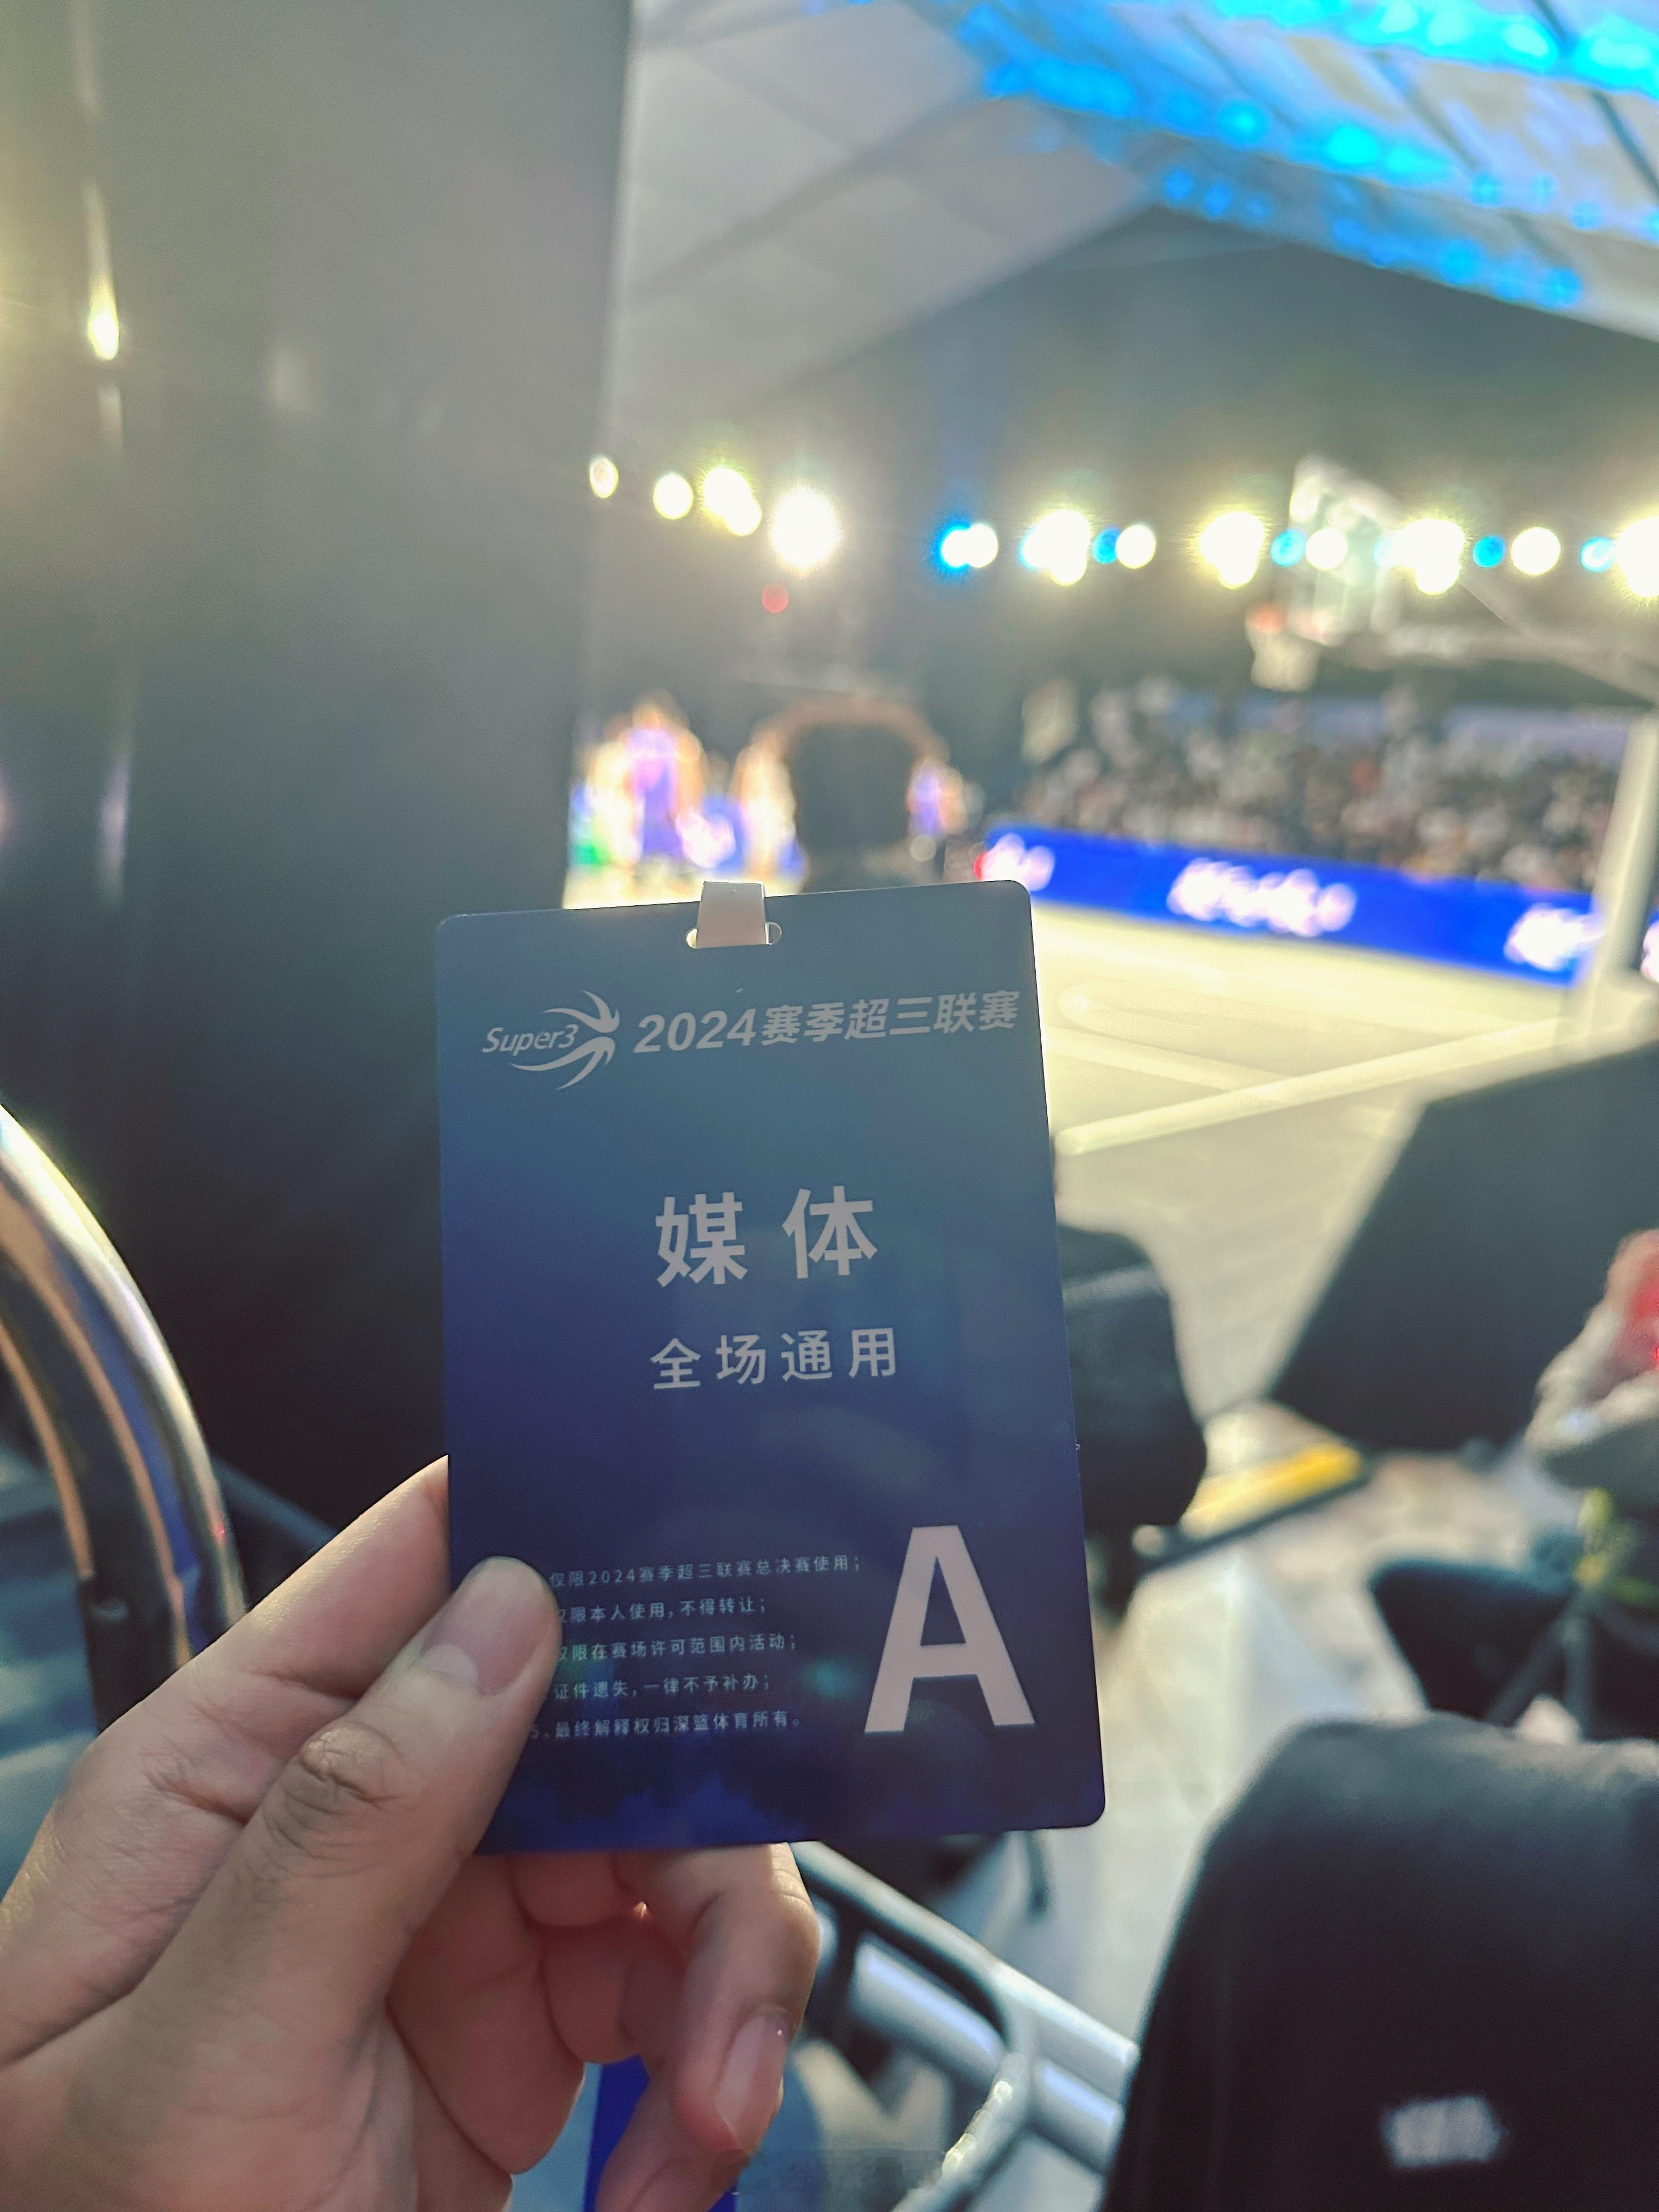 Super3 2024赛季超三联赛
媒体
全场通用
仅限2024赛季超三联赛总决赛使用；
仅限本人使用，不得转让；
仅限在赛场许可范围内活动；
证件遗失，一律不予补办；
5、最终解释权归深篮体育所有。
A